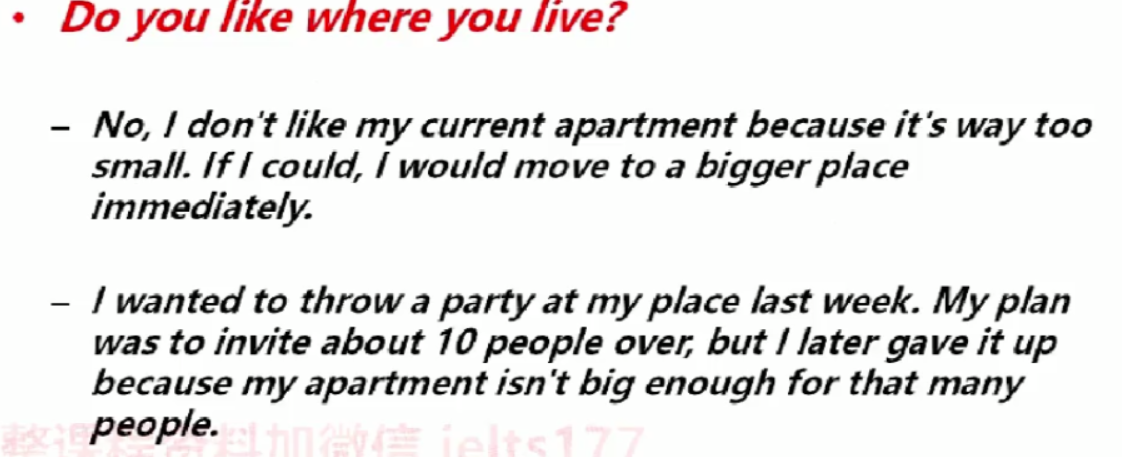 • Do you like where you live?
– No, I don't like my current apartment because it's way too
small. If I could, I would move to a bigger place
immediately.
– I wanted to throw a party at my place last week. My plan
was to invite about 10 people over, but I later gave it up
because my apartment isn't big enough for that many
people.
整课程资料加微信 ielts177